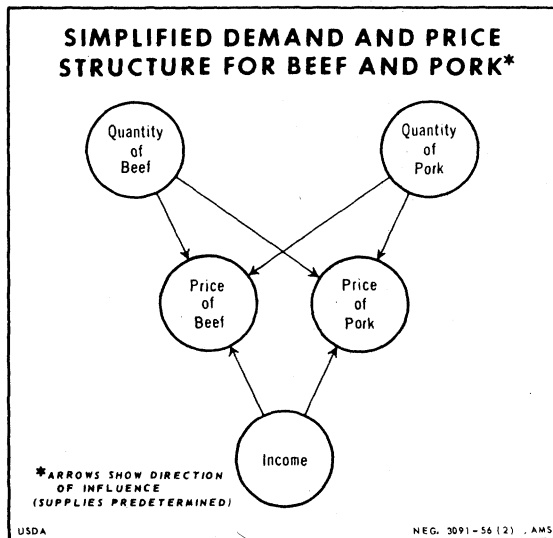 SIMPLIFIED DEMAND AND PRICE
STRUCTURE FOR BEEF AND PORK*
Quantity
of
Beef
Quantity
of
Pork
Price
of
Beef
Price
of
Pork
Income
*ARROWS SHOW DIRECTION
OF INFLUENCE
(SUPPLIES PREDETERMINED)
USDA
NEG. 3091-56 (2) , AMS